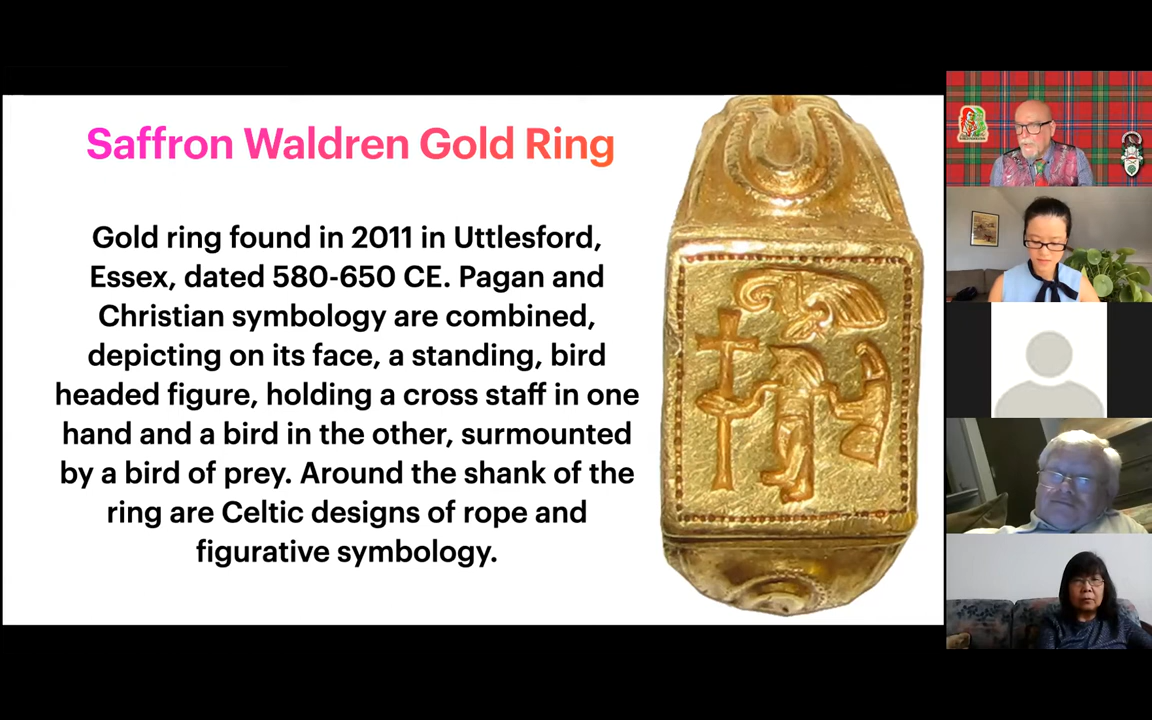 Saffron Waldren Gold Ring
Gold ring found in 2011 in Uttlesford,
Essex, dated 580-650 CE. Pagan and
Christian symbology are combined,
depicting on its face, a standing, bird
headed figure, holding a cross staff in one
hand and a bird in the other, surmounted
by a bird of prey. Around the shank of the
ring are Celtic designs of rope and
figurative symbology.